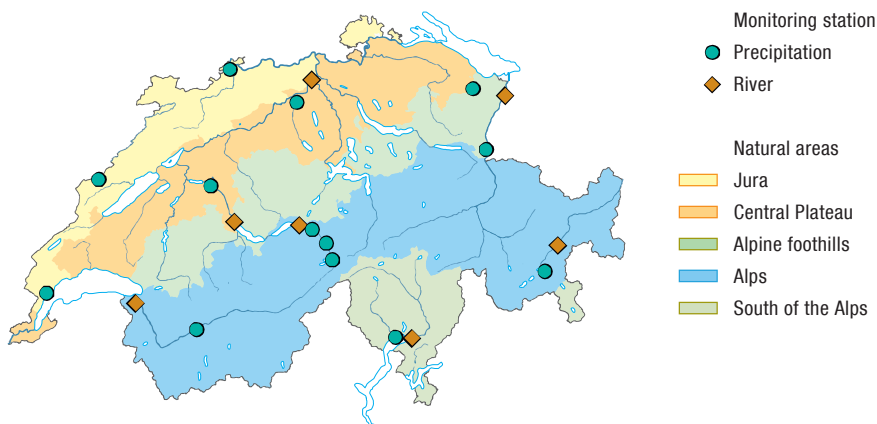 Monitoring station
Precipitation
River
Natural areas
Jura
Central Plateau
Alpine foothills
Alps
South of the Alps